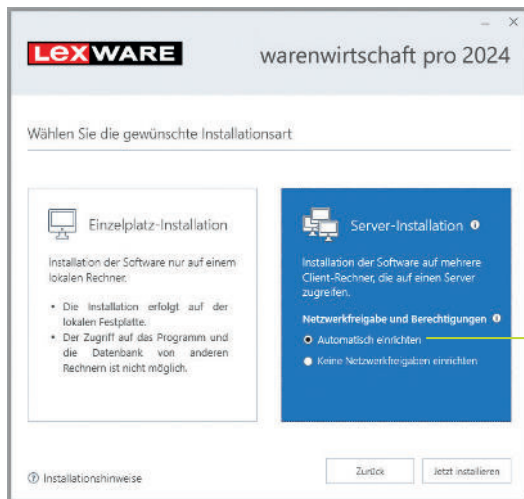 LEXWARE
warenwirtschaft pro 2024
Wählen Sie die gewünschte Installationsart
Einzelplatz-Installation
Installation der Software nur auf einem
lokalen Rechner.
• Die Installation erfolgt auf der
lokalen Festplatte.
• Der Zugriff auf das Programm und
die Datenbank von anderen
Rechnern ist nicht möglich.
Server-Installation
Installation der Software auf mehrere
Client-Rechner, die auf einen Server
zugreifen.
Netzwerkfreigabe und Berechtigungen
Automatisch einrichten
Keine Netzwerkfreigaben einrichten
Installationshinweise
Zurück
Jetzt installieren